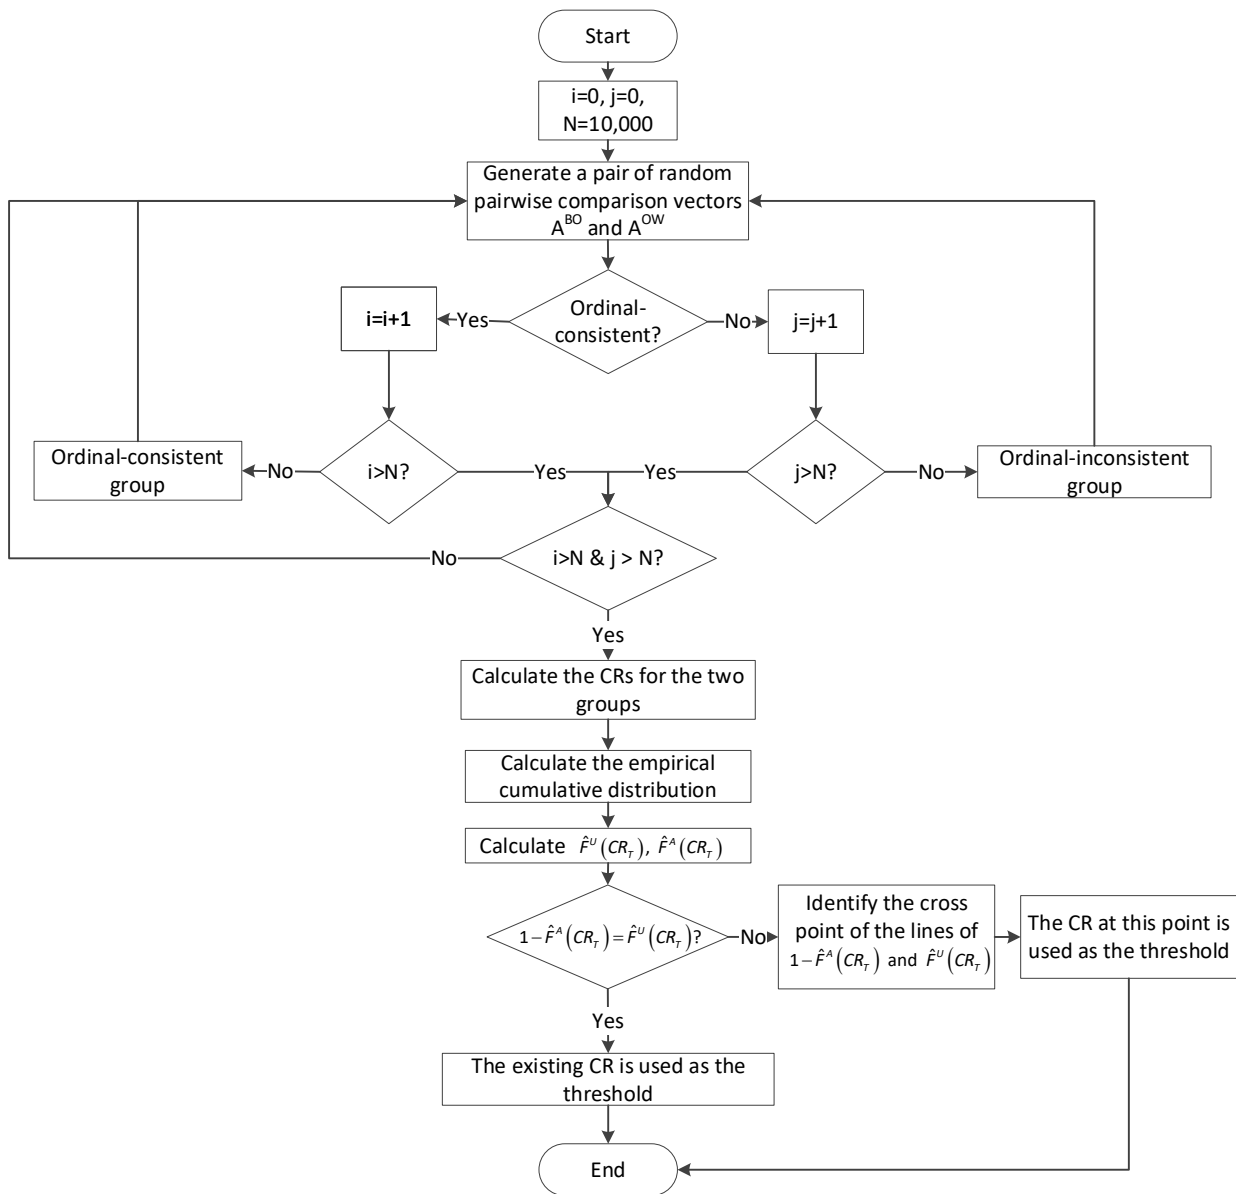 Start
i=0, j=0,
N=10,000
Generate a pair of random
pairwise comparison vectors
A^BO and A^OW
Ordinal-
consistent?
Yes
i=i+1
No
j=j+1
Ordinal-consistent
group
No
i>N?
Yes
Yes
j>N?
No
Ordinal-inconsistent
group
No
i>N & j > N?
Yes
Calculate the CRs for the two
groups
Calculate the empirical
cumulative distribution
Calculate F̂^U(CR_T), F̂^A(CR_T)
1−F̂^A(CR_T)=F̂^U(CR_T)?
No
Identify the cross
point of the lines of
1−F̂^A(CR_T) and F̂^U(CR_T)
The CR at this point is
used as the threshold
Yes
The existing CR is used as the
threshold
End